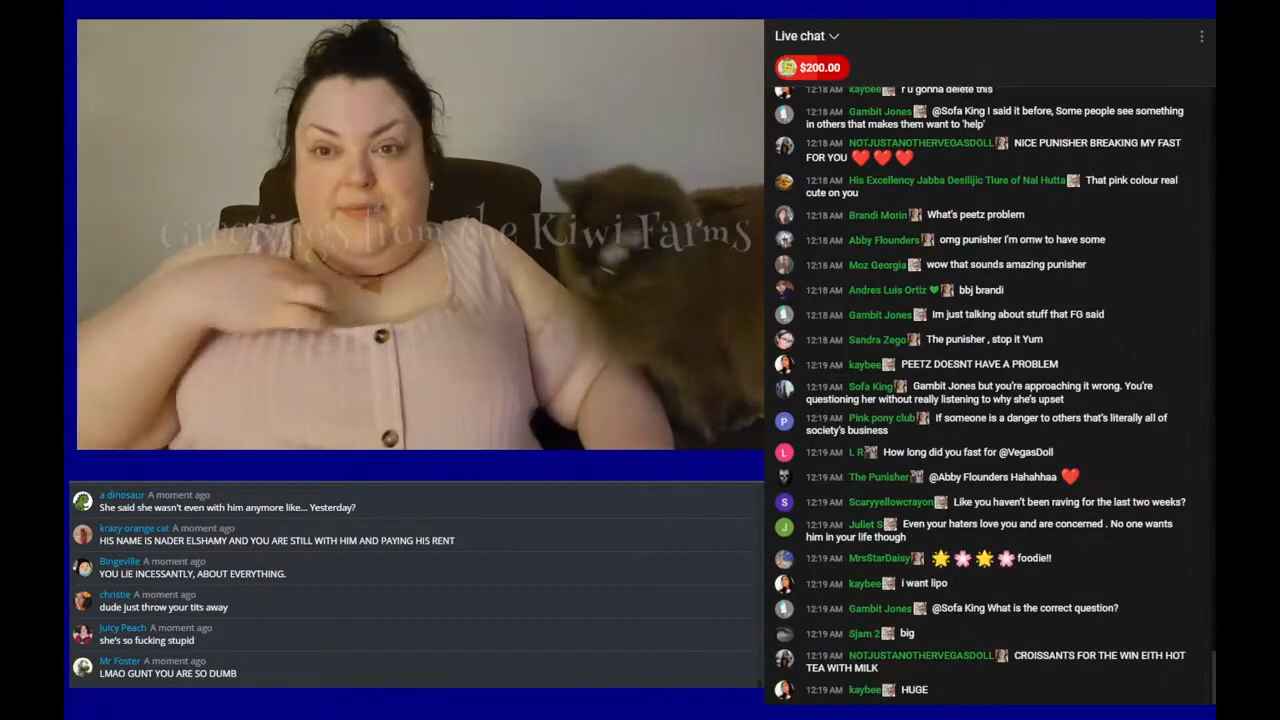 Greetings from the Kiwi Farms
Live chat
$200.00
12:18 AM kaybee r u gonna delete this
12:18 AM Gambit Jones @Sofa King I said it before, Some people see something
in others that makes them want to 'help'
12:18 AM NOTJUSTANOTHERVEGASDOLL NICE PUNISHER BREAKING MY FAST
FOR YOU ❤️ ❤️ ❤️
12:18 AM His Excellency Jabba Desilijic Tiure of Nal Hutta That pink colour real
cute on you
12:18 AM Brandi Morin What's peetz problem
12:18 AM Abby Flounders omg punisher I'm omw to have some
12:18 AM Moz Georgia wow that sounds amazing punisher
12:18 AM Andres Luis Ortiz 💚 bbj brandi
12:18 AM Gambit Jones Im just talking about stuff that FG said
12:18 AM Sandra Zego The punisher , stop it Yum
12:19 AM kaybee PEETZ DOESNT HAVE A PROBLEM
12:19 AM Sofa King Gambit Jones but you're approaching it wrong. You're
questioning her without really listening to why she's upset
12:19 AM Pink pony club If someone is a danger to others that's literally all of
society's business
12:19 AM L R How long did you fast for @VegasDoll
12:19 AM The Punisher @Abby Flounders Hahahhaa ❤️
12:19 AM Scaryyellowcrayon Like you haven't been raving for the last two weeks?
12:19 AM Juliet S Even your haters love you and are concerned . No one wants
him in your life though
12:19 AM MrsStarDaisy 🌟 🌸 🌟 🌸 foodie!!
12:19 AM kaybee i want lipo
12:19 AM Gambit Jones @Sofa King What is the correct question?
12:19 AM Sjam 2 big
12:19 AM NOTJUSTANOTHERVEGASDOLL CROISSANTS FOR THE WIN EITH HOT
TEA WITH MILK
12:19 AM kaybee HUGE
a dinosaur A moment ago
She said she wasn't even with him anymore like... Yesterday?
krazy orange cat A moment ago
HIS NAME IS NADER ELSHAMY AND YOU ARE STILL WITH HIM AND PAYING HIS RENT
Bingeville A moment ago
YOU LIE INCESSANTLY, ABOUT EVERYTHING.
christie A moment ago
dude just throw your tits away
Juicy Peach A moment ago
she's so fucking stupid
Mr Foster A moment ago
LMAO GUNT YOU ARE SO DUMB